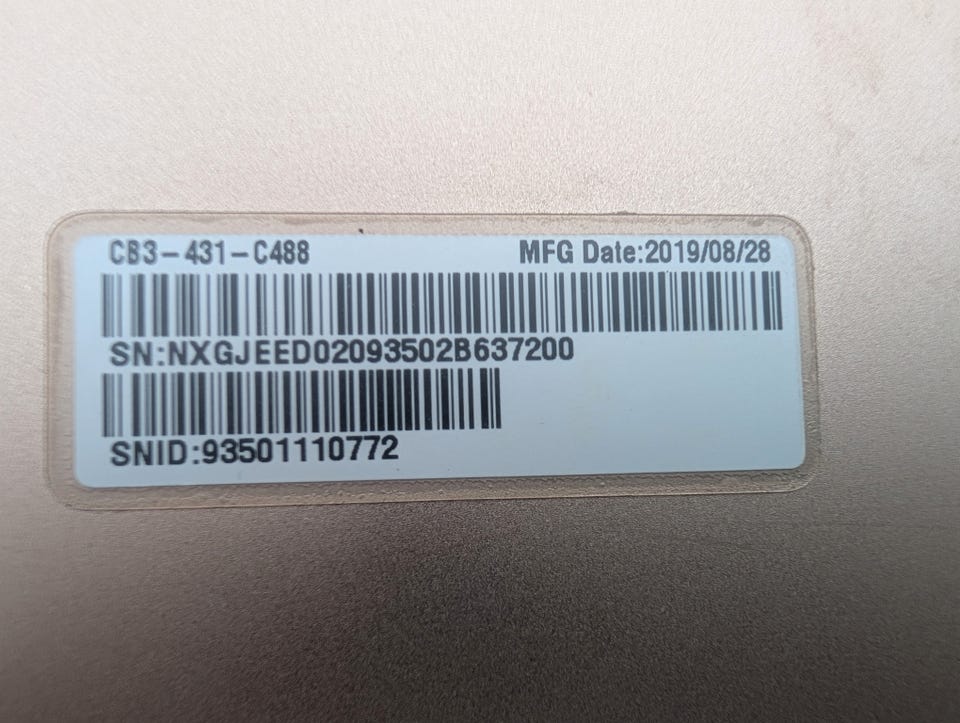 CB3-431-C488 MFG Date:2019/08/28
SN:NXGJEED02093502B637200
SNID:93501110772